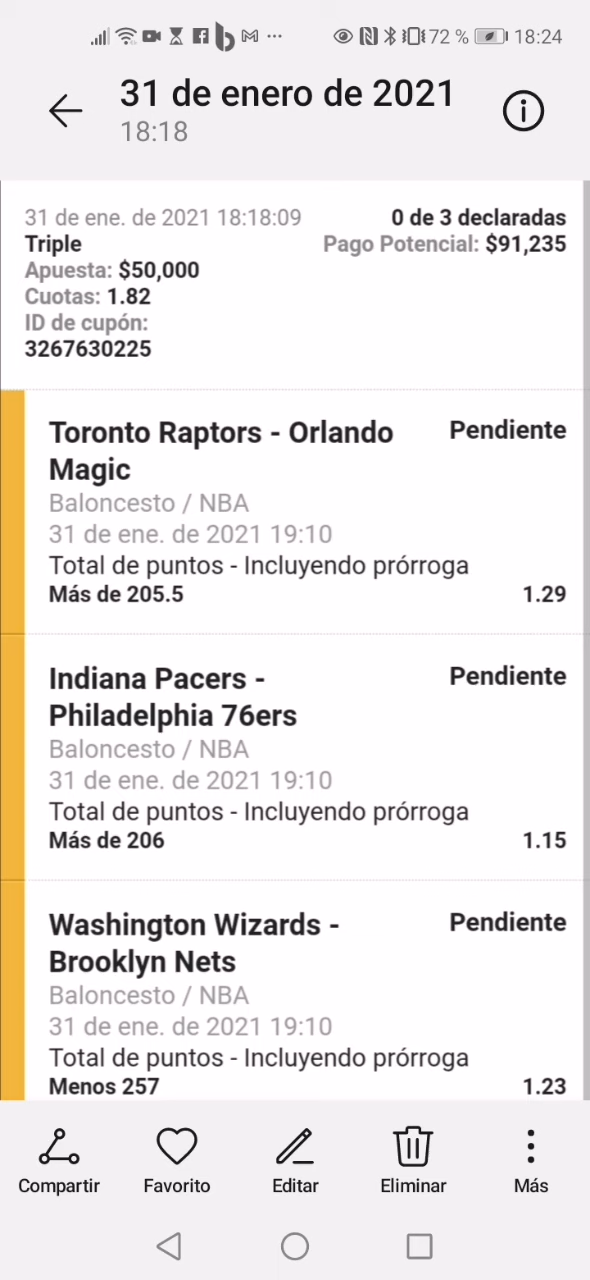 72 % 18:24
31 de enero de 2021
18:18
31 de ene. de 2021 18:18:09 0 de 3 declaradas
Triple Pago Potencial: $91,235
Apuesta: $50,000
Cuotas: 1.82
ID de cupón:
3267630225
Toronto Raptors - Orlando Pendiente
Magic
Baloncesto / NBA
31 de ene. de 2021 19:10
Total de puntos - Incluyendo prórroga
Más de 205.5 1.29
Indiana Pacers - Pendiente
Philadelphia 76ers
Baloncesto / NBA
31 de ene. de 2021 19:10
Total de puntos - Incluyendo prórroga
Más de 206 1.15
Washington Wizards - Pendiente
Brooklyn Nets
Baloncesto / NBA
31 de ene. de 2021 19:10
Total de puntos - Incluyendo prórroga
Menos 257 1.23
Compartir Favorito Editar Eliminar Más